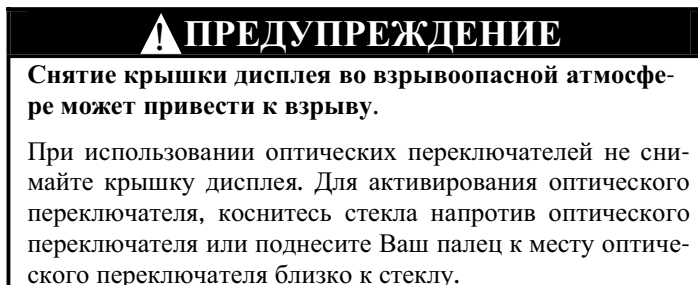 ПРЕДУПРЕЖДЕНИЕ
Снятие крышки дисплея во взрывоопасной атмосфе-
ре может привести к взрыву.
При использовании оптических переключателей не сни-
майте крышку дисплея. Для активирования оптического
переключателя, коснитесь стекла напротив оптического
переключателя или поднесите Ваш палец к месту оптиче-
ского переключателя близко к стеклу.